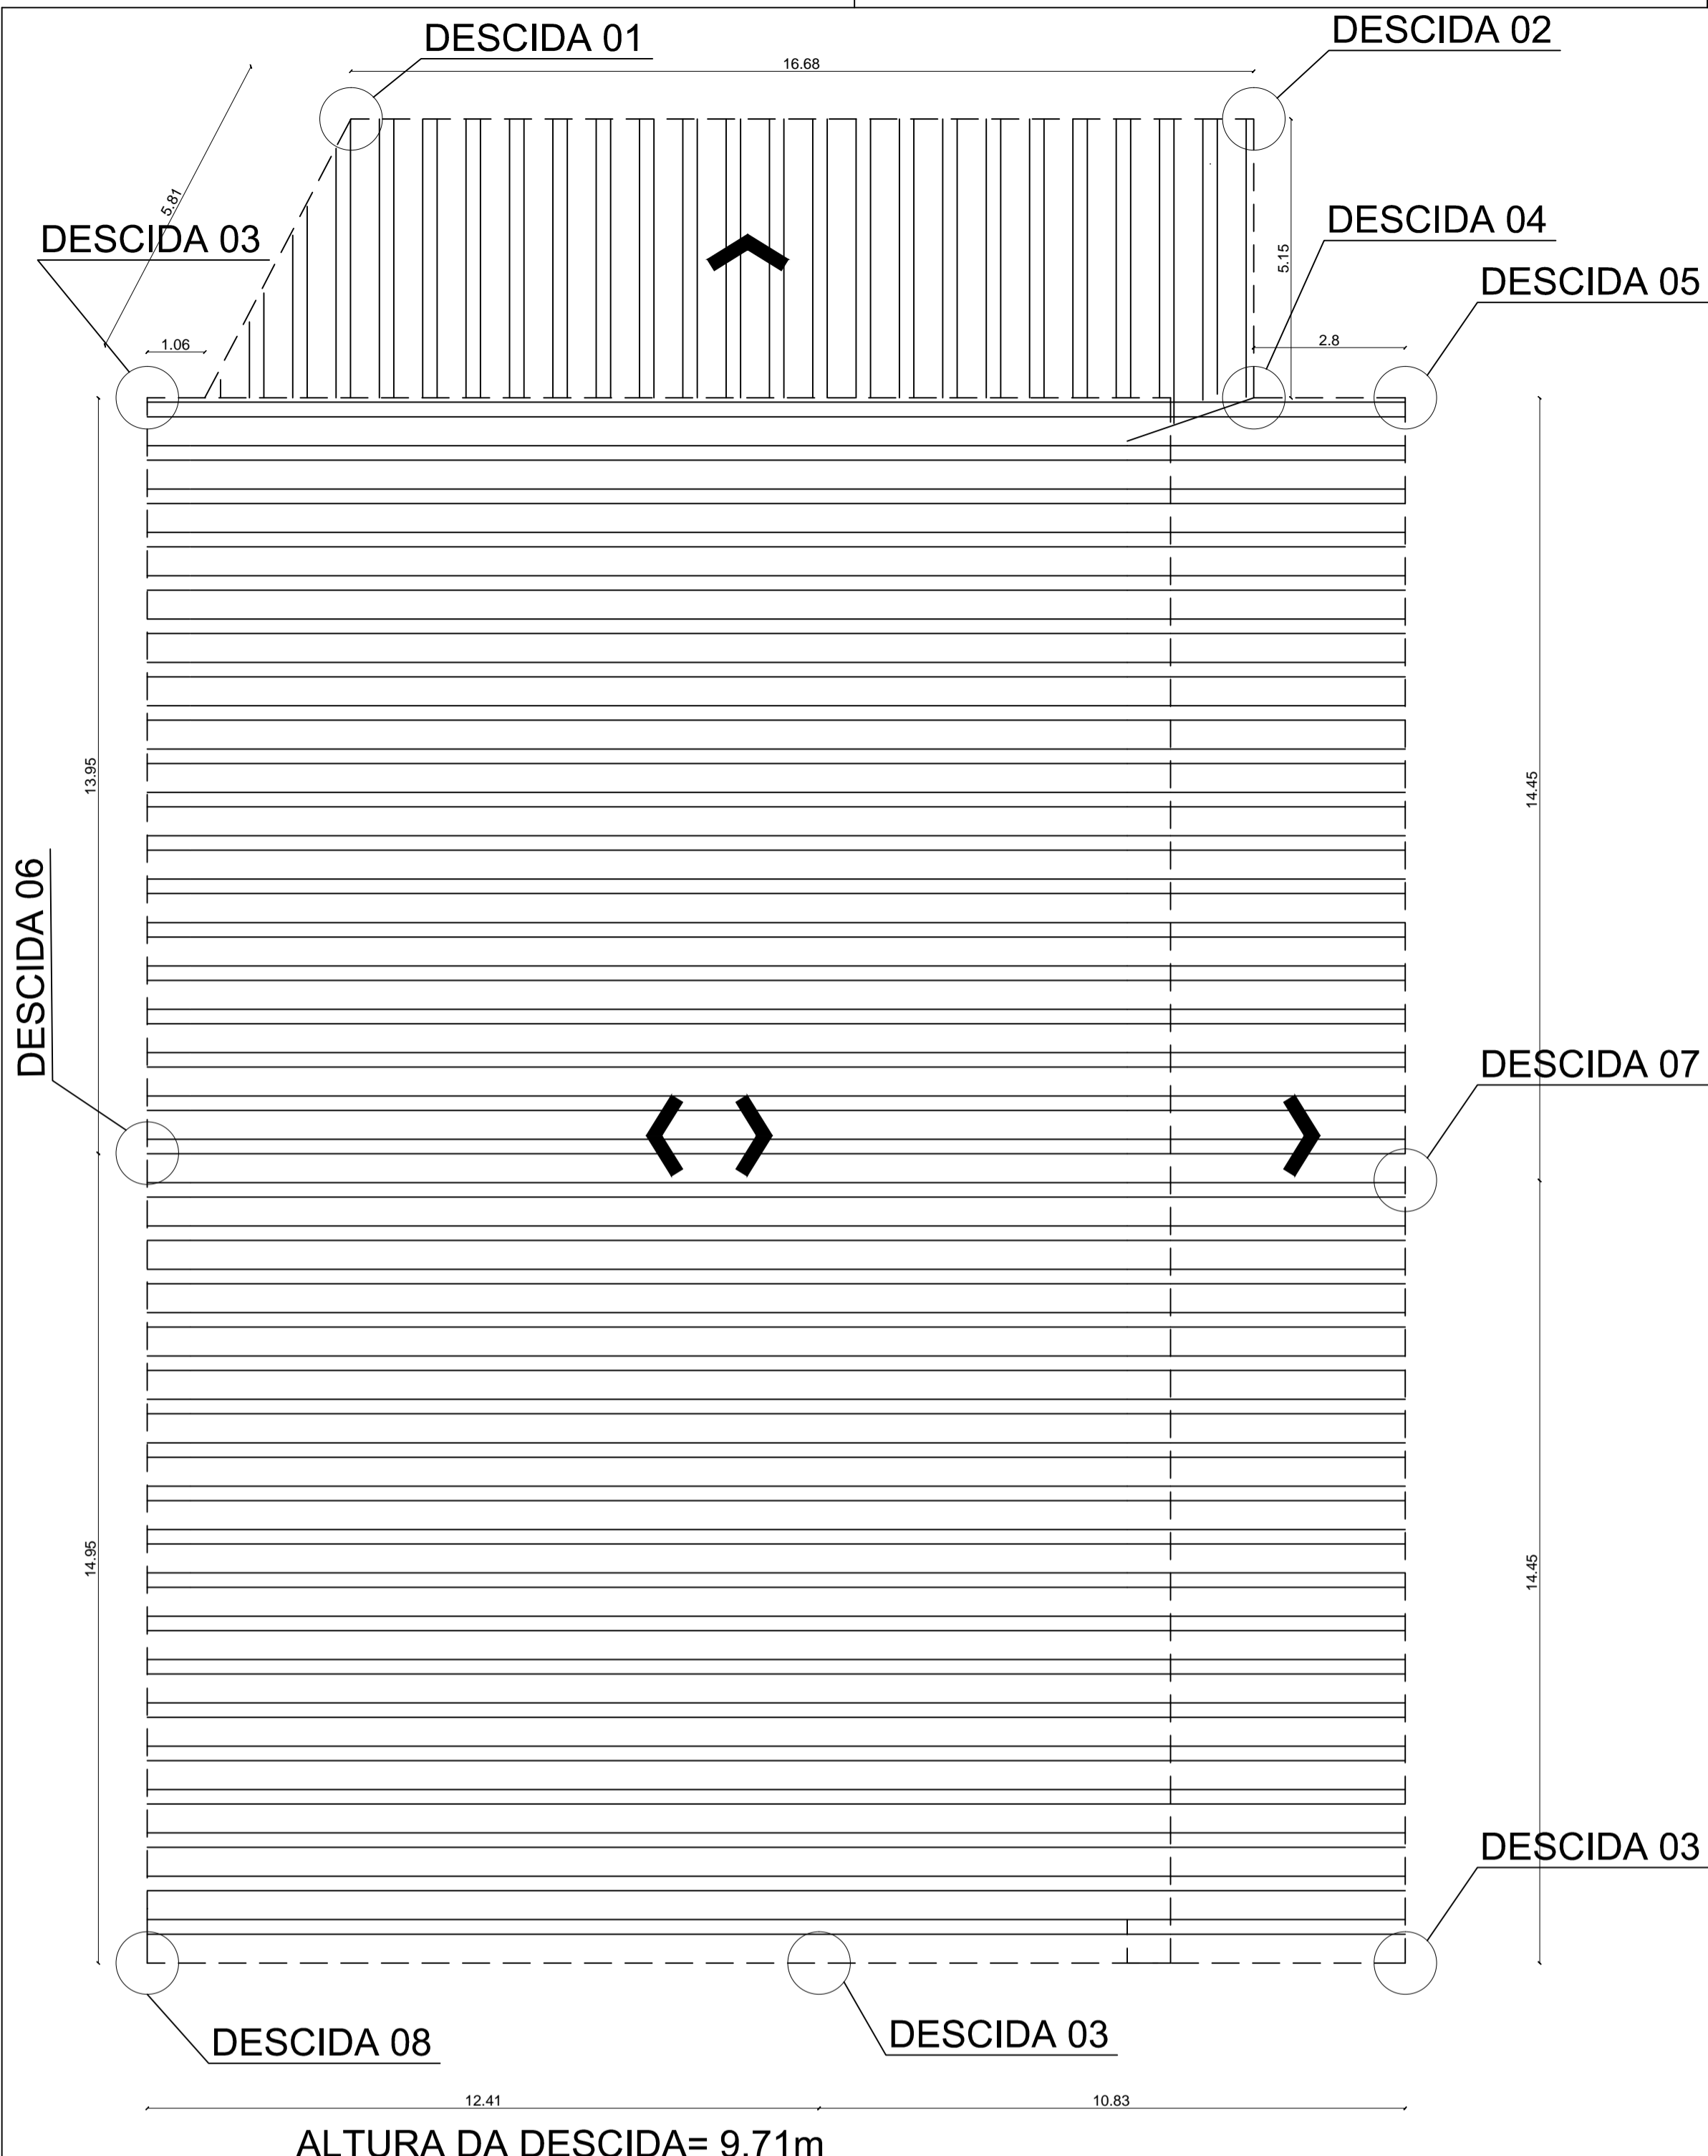 DESCIDA 01
DESCIDA 02
16.68
5.81
DESCIDA 03
DESCIDA 04
5.15
DESCIDA 05
1.06
2.8
13.95
14.45
DESCIDA 06
DESCIDA 07
14.95
14.45
DESCIDA 03
DESCIDA 08
DESCIDA 03
12.41
10.83
ALTURA DA DESCIDA= 9.71m